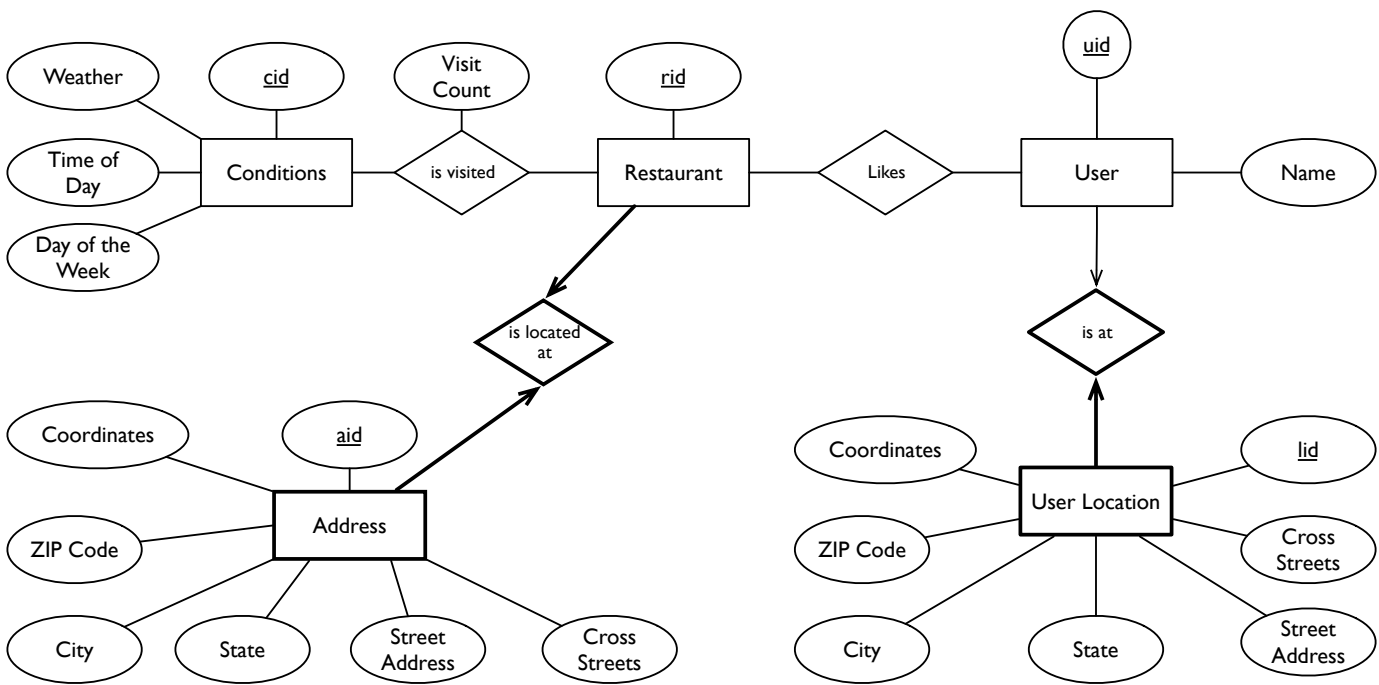 uid
Weather
cid
Visit
Count
rid
Time of
Day
Conditions
is visited
Restaurant
Likes
User
Name
Day of the
Week
is located
at
is at
Coordinates
aid
Coordinates
lid
Address
User Location
ZIP Code
ZIP Code
Cross
Streets
City
State
Street
Address
Cross
Streets
City
State
Street
Address